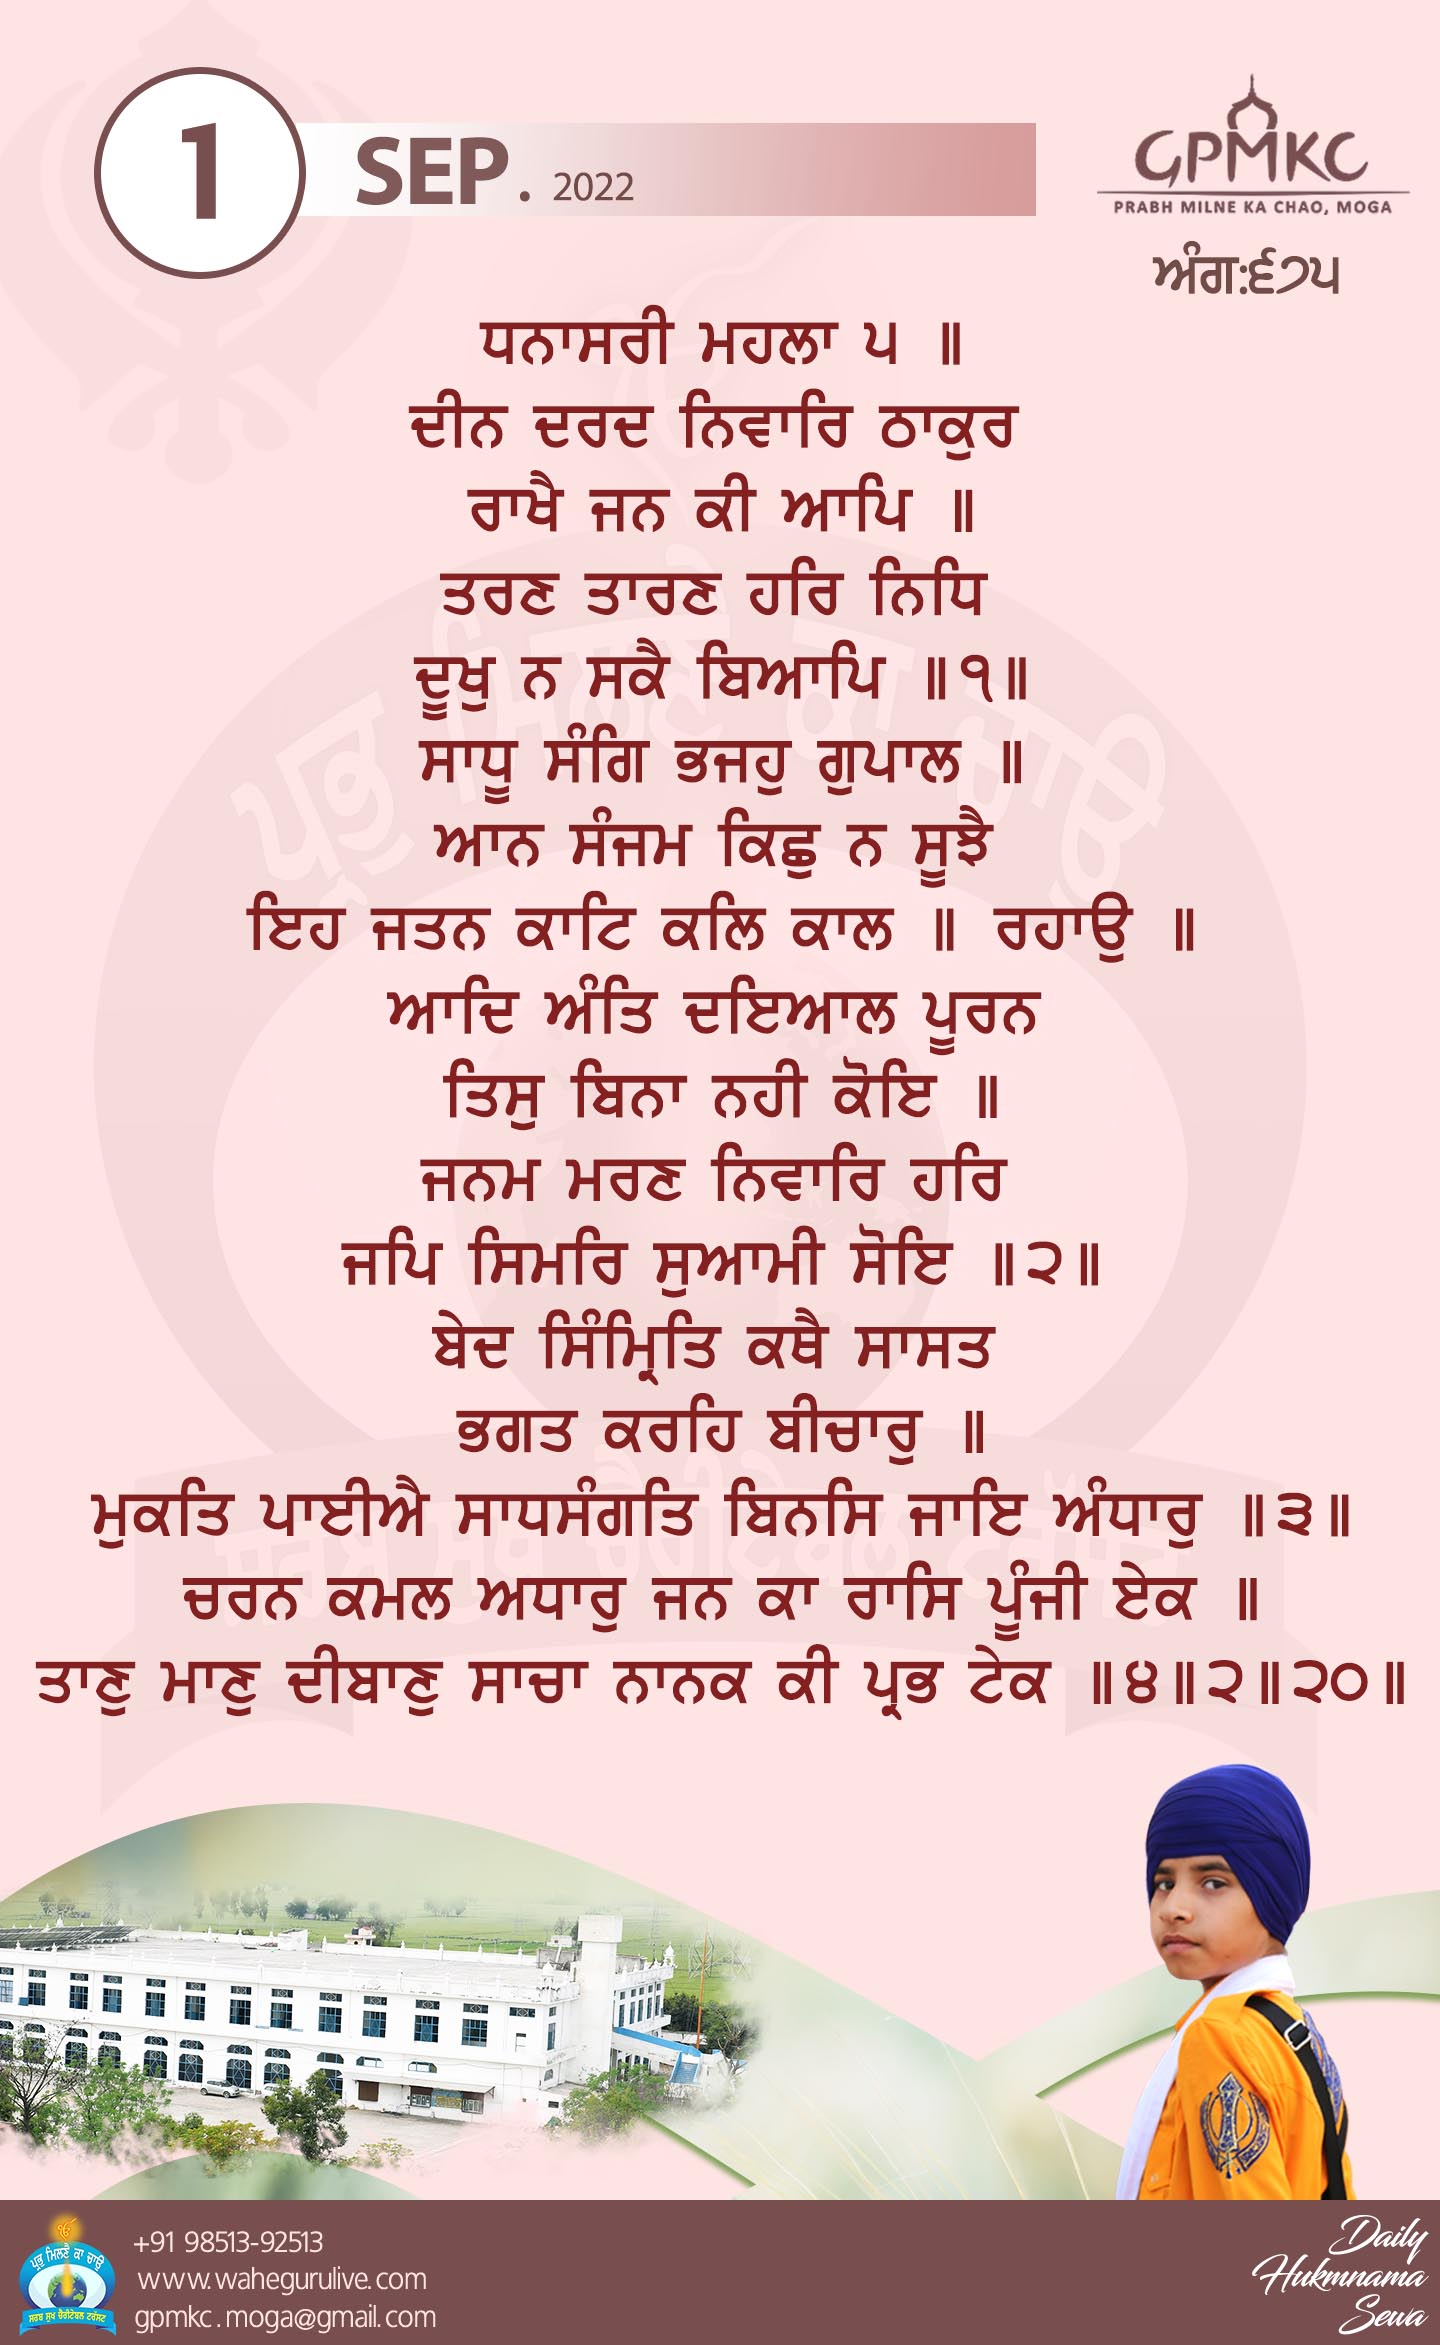 1
SEP. 2022
GPMKC
PRABH MILNE KA CHAO, MOGA
ਅੰਗ:੬੭੫
ਧਨਾਸਰੀ ਮਹਲਾ ੫ ॥
ਦੀਨ ਦਰਦ ਨਿਵਾਰਿ ਠਾਕੁਰ
ਰਾਖੈ ਜਨ ਕੀ ਆਪਿ ॥
ਤਰਣ ਤਾਰਣ ਹਰਿ ਨਿਧਿ
ਦੂਖੁ ਨ ਸਕੈ ਬਿਆਪਿ ॥੧॥
ਸਾਧੂ ਸੰਗਿ ਭਜਹੁ ਗੁਪਾਲ ॥
ਆਨ ਸੰਜਮ ਕਿਛੁ ਨ ਸੂਝੈ
ਇਹ ਜਤਨ ਕਾਟਿ ਕਲਿ ਕਾਲ ॥ ਰਹਾਉ ॥
ਆਦਿ ਅੰਤਿ ਦਇਆਲ ਪੂਰਨ
ਤਿਸੁ ਬਿਨਾ ਨਹੀ ਕੋਇ ॥
ਜਨਮ ਮਰਣ ਨਿਵਾਰਿ ਹਰਿ
ਜਪਿ ਸਿਮਰਿ ਸੁਆਮੀ ਸੋਇ ॥੨॥
ਬੇਦ ਸਿੰਮ੍ਰਿਤਿ ਕਥੈ ਸਾਸਤ
ਭਗਤ ਕਰਹਿ ਬੀਚਾਰੁ ॥
ਮੁਕਤਿ ਪਾਈਐ ਸਾਧਸੰਗਤਿ ਬਿਨਸਿ ਜਾਇ ਅੰਧਾਰੁ ॥੩॥
ਚਰਨ ਕਮਲ ਅਧਾਰੁ ਜਨ ਕਾ ਰਾਸਿ ਪੂੰਜੀ ਏਕ ॥
ਤਾਣੁ ਮਾਣੁ ਦੀਬਾਣੁ ਸਾਚਾ ਨਾਨਕ ਕੀ ਪ੍ਰਭ ਟੇਕ ॥੪॥੨॥੨੦॥
ਪ੍ਰਭੁ ਮਿਲਣੈ ਕਾ ਚਾਉ
ਸਰਬ ਸੁਖ ਚੈਰੀਟੇਬਲ ਟਰੱਸਟ
+91 98513-92513
www.wahegurulive.com
gpmkc.moga@gmail.com
Daily
Hukmnama
Sewa